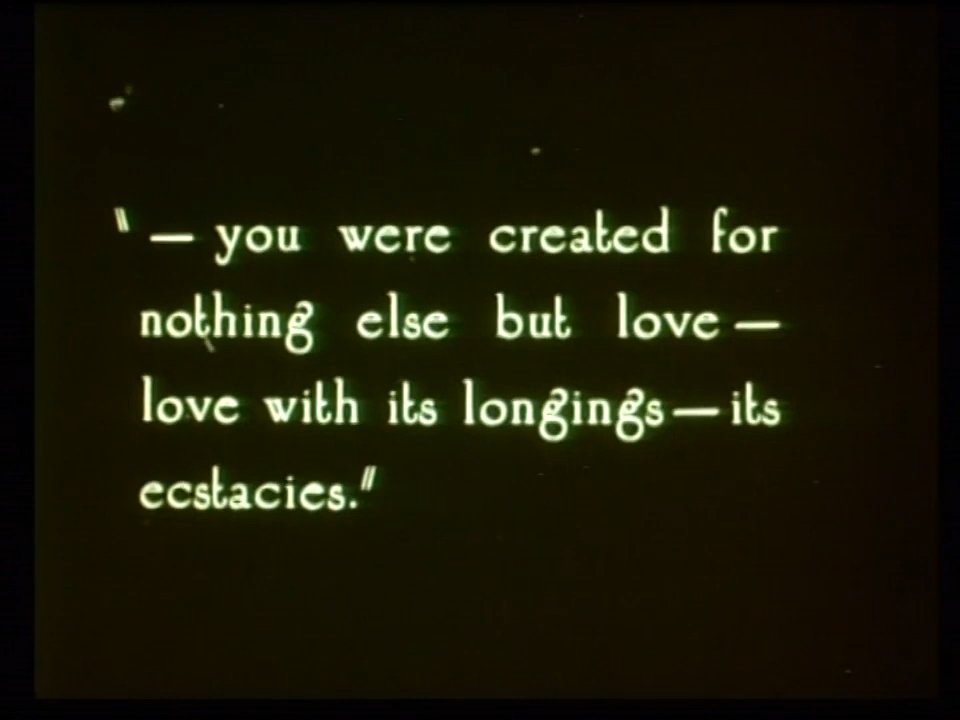 "— you were created for
nothing else but love —
love with its longings — its
ecstacies."